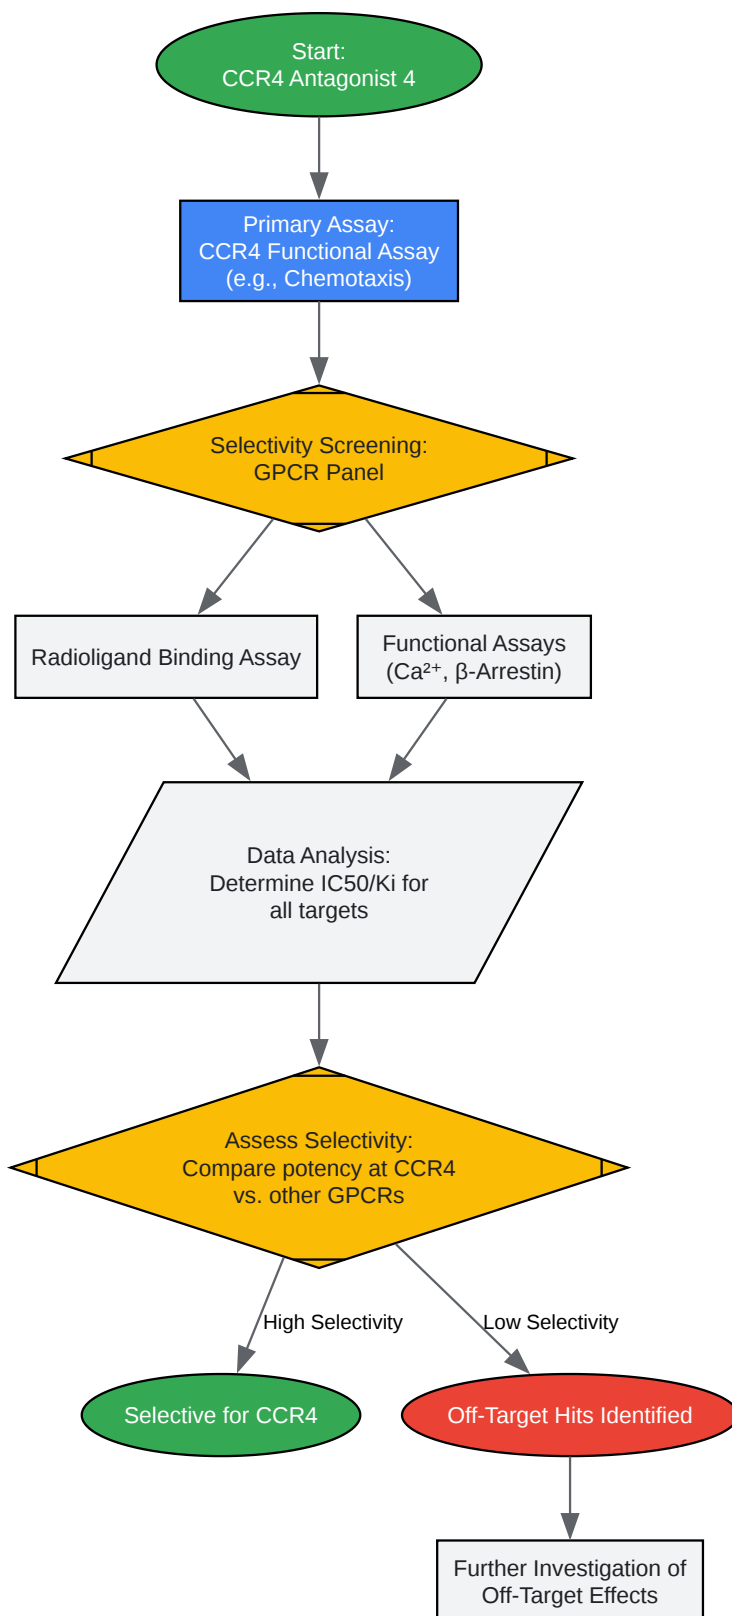 Start:
CCR4 Antagonist 4
Primary Assay:
CCR4 Functional Assay
(e.g., Chemotaxis)
Selectivity Screening:
GPCR Panel
Radioligand Binding Assay
Functional Assays
(Ca²⁺, β-Arrestin)
Data Analysis:
Determine IC50/Ki for
all targets
Assess Selectivity:
Compare potency at CCR4
vs. other GPCRs
High Selectivity
Low Selectivity
Selective for CCR4
Off-Target Hits Identified
Further Investigation of
Off-Target Effects